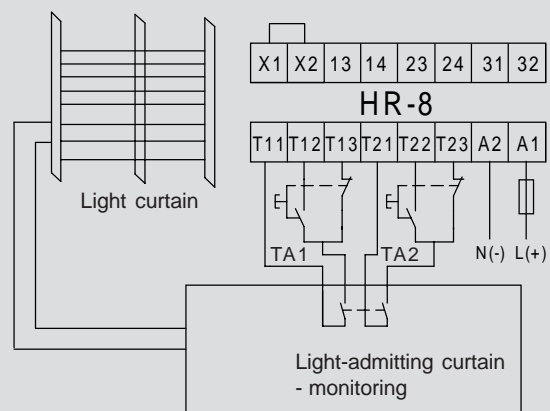 X1 X2 13 14 23 24 31 32
HR-8
T11 T12 T13 T21 T22 T23 A2 A1
Light curtain
TA1 TA2 N(-) L(+)
Light-admitting curtain
- monitoring